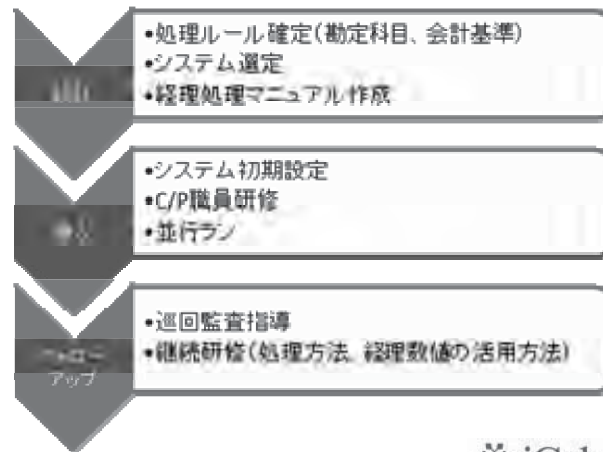 •処理ルール確定(勘定科目、会計基準)
•システム選定
•経理処理マニュアル作成
•システム初期設定
•C/P職員研修
•並行ラン
•巡回監査指導
•継続研修(処理方法、経理数値の活用方法)
アップ